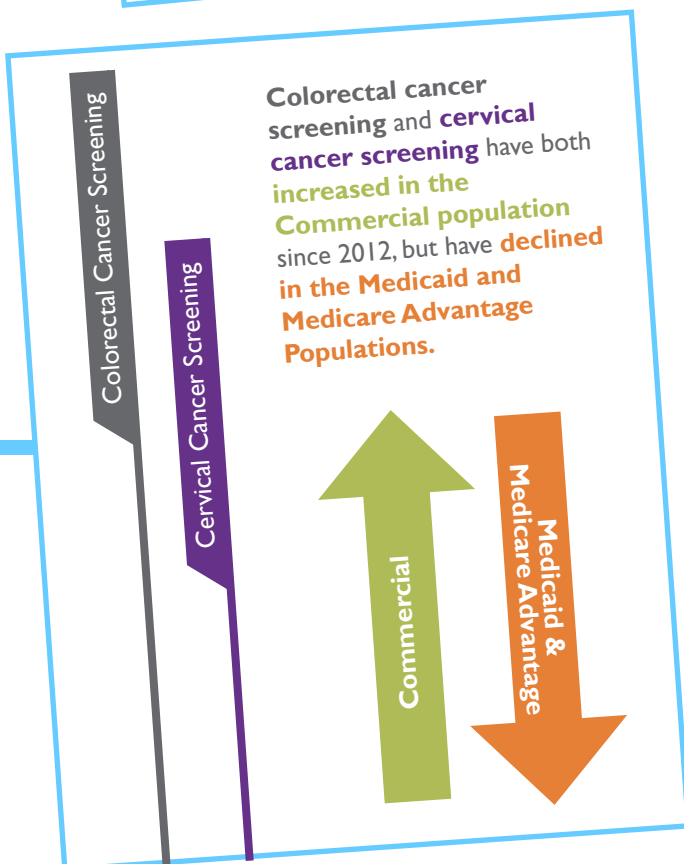 Colorectal Cancer Screening
Cervical Cancer Screening
Colorectal cancer
screening and cervical
cancer screening have both
increased in the
Commercial population
since 2012, but have declined
in the Medicaid and
Medicare Advantage
Populations.
Commercial
Medicaid &
Medicare Advantage